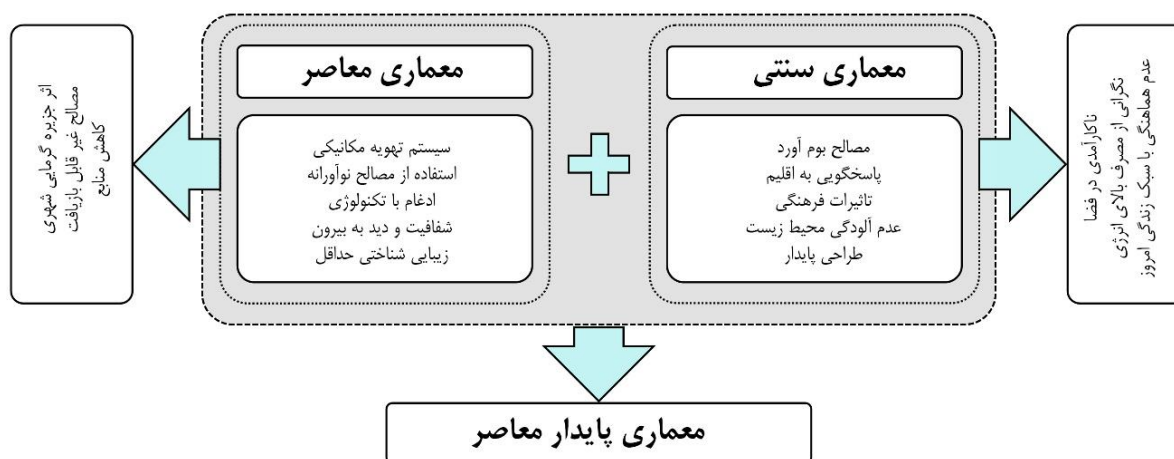 معماری سنتی
مصالح بوم آورد
پاسخگویی به اقلیم
تاثیرات فرهنگی
عدم آلودگی محیط زیست
طراحی پایدار
ناکارآمدی در فضا
نگرانی از مصرف بالای انرژی
عدم هماهنگی با سبک زندگی امروز
معماری معاصر
سیستم تهویه مکانیکی
استفاده از مصالح نوآورانه
ادغام با تکنولوژی
شفافیت و دید به بیرون
زیبایی شناختی حداقل
اثر جزیره گرمایی شهری
مصالح غیر قابل بازیافت
کاهش منابع
معماری پایدار معاصر